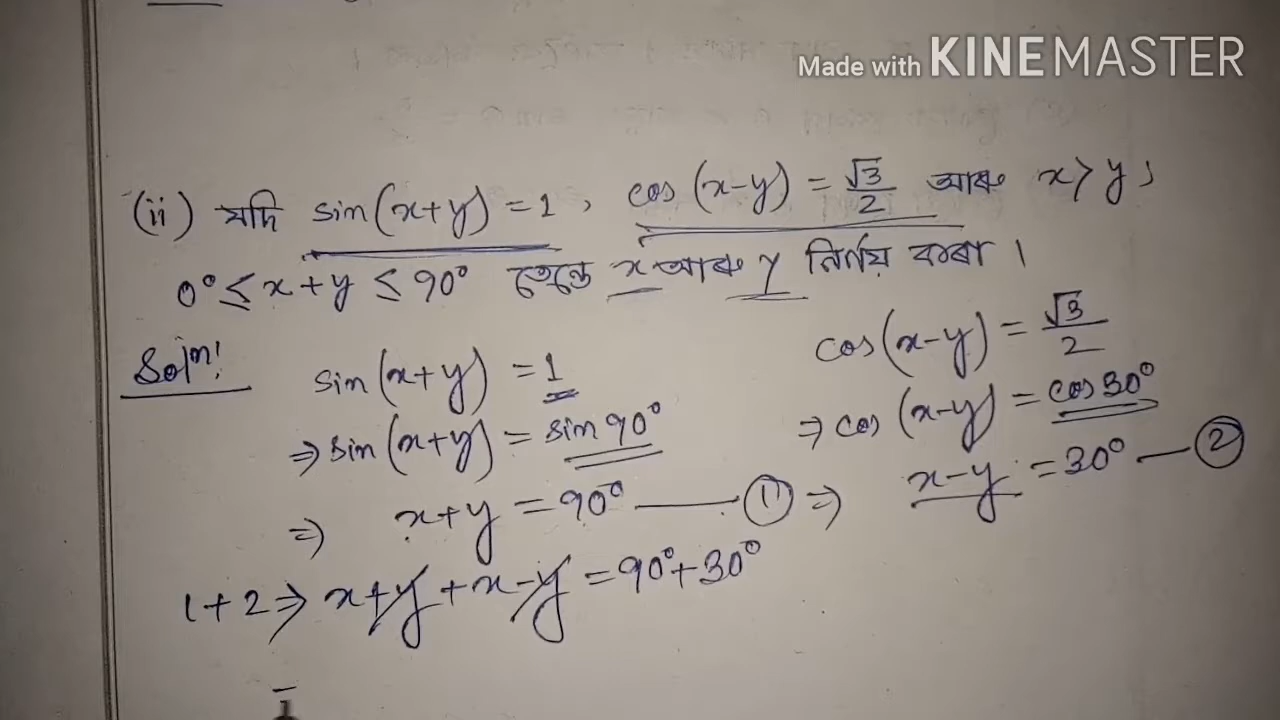 Made with KINEMASTER
(ii) যদি sin(x+y) = 1, cos(x-y) = √3/2 আৰু x > y,
0° ≤ x+y ≤ 90° তেন্তে x আৰু y নিৰ্ণয় কৰা ।
Solⁿ!
sin(x+y) = 1
cos(x-y) = √3/2
⇒ sin(x+y) = sin 90°
⇒ cos(x-y) = cos 30°
⇒ x+y = 90° — ①
⇒ x-y = 30° — ②
1+2 ⇒ x+y+x-y = 90°+30°